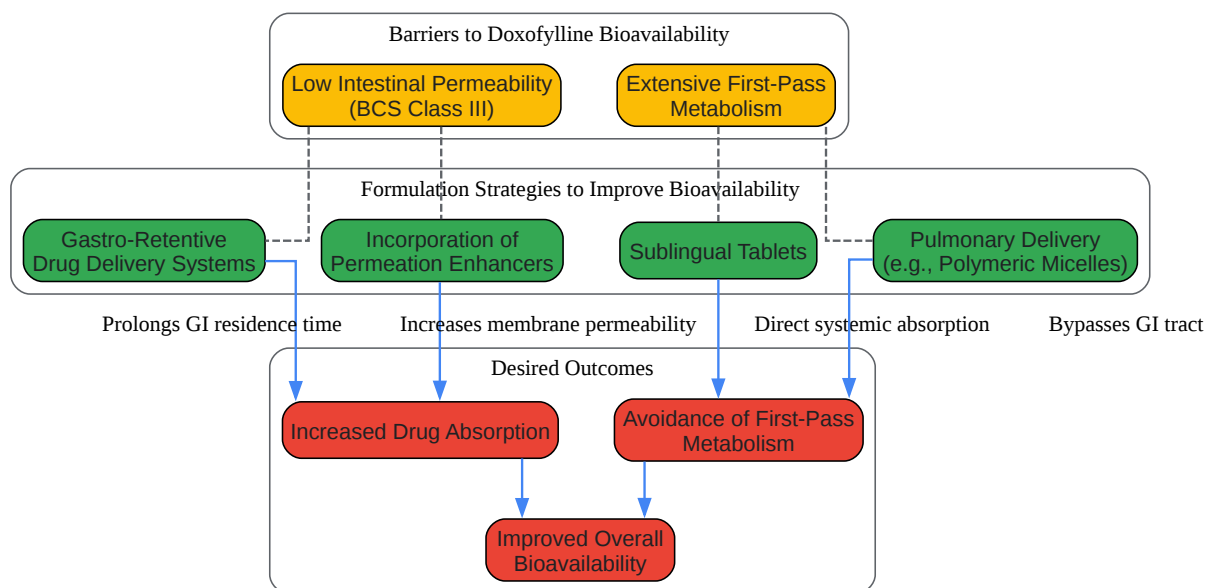 Barriers to Doxofylline Bioavailability
Low Intestinal Permeability
(BCS Class III)
Extensive First-Pass
Metabolism
Formulation Strategies to Improve Bioavailability
Gastro-Retentive
Drug Delivery Systems
Incorporation of
Permeation Enhancers
Sublingual Tablets
Pulmonary Delivery
(e.g., Polymeric Micelles)
Prolongs GI residence time
Increases membrane permeability
Direct systemic absorption
Bypasses GI tract
Desired Outcomes
Increased Drug Absorption
Avoidance of First-Pass
Metabolism
Improved Overall
Bioavailability